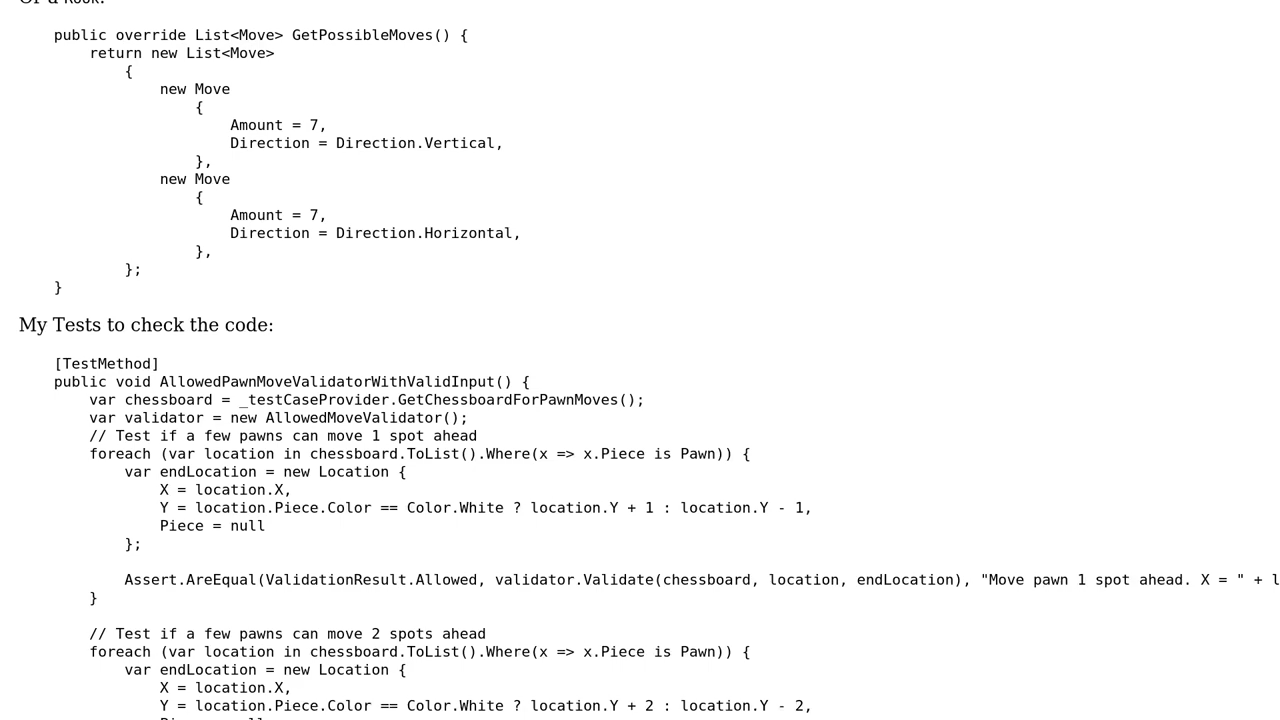 public override List<Move> GetPossibleMoves() {
    return new List<Move>
        {
            new Move
                {
                    Amount = 7,
                    Direction = Direction.Vertical,
                },
            new Move
                {
                    Amount = 7,
                    Direction = Direction.Horizontal,
                },
        };
}
My Tests to check the code:
[TestMethod]
public void AllowedPawnMoveValidatorWithValidInput() {
    var chessboard = _testCaseProvider.GetChessboardForPawnMoves();
    var validator = new AllowedMoveValidator();
    // Test if a few pawns can move 1 spot ahead
    foreach (var location in chessboard.ToList().Where(x => x.Piece is Pawn)) {
        var endLocation = new Location {
            X = location.X,
            Y = location.Piece.Color == Color.White ? location.Y + 1 : location.Y - 1,
            Piece = null
        };
        Assert.AreEqual(ValidationResult.Allowed, validator.Validate(chessboard, location, endLocation), "Move pawn 1 spot ahead. X = " + l
    }
    // Test if a few pawns can move 2 spots ahead
    foreach (var location in chessboard.ToList().Where(x => x.Piece is Pawn)) {
        var endLocation = new Location {
            X = location.X,
            Y = location.Piece.Color == Color.White ? location.Y + 2 : location.Y - 2,